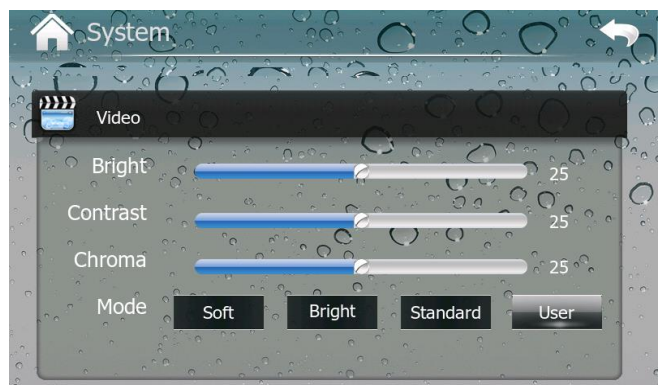 System
Video
Bright 25
Contrast 25
Chroma 25
Mode Soft Bright Standard User